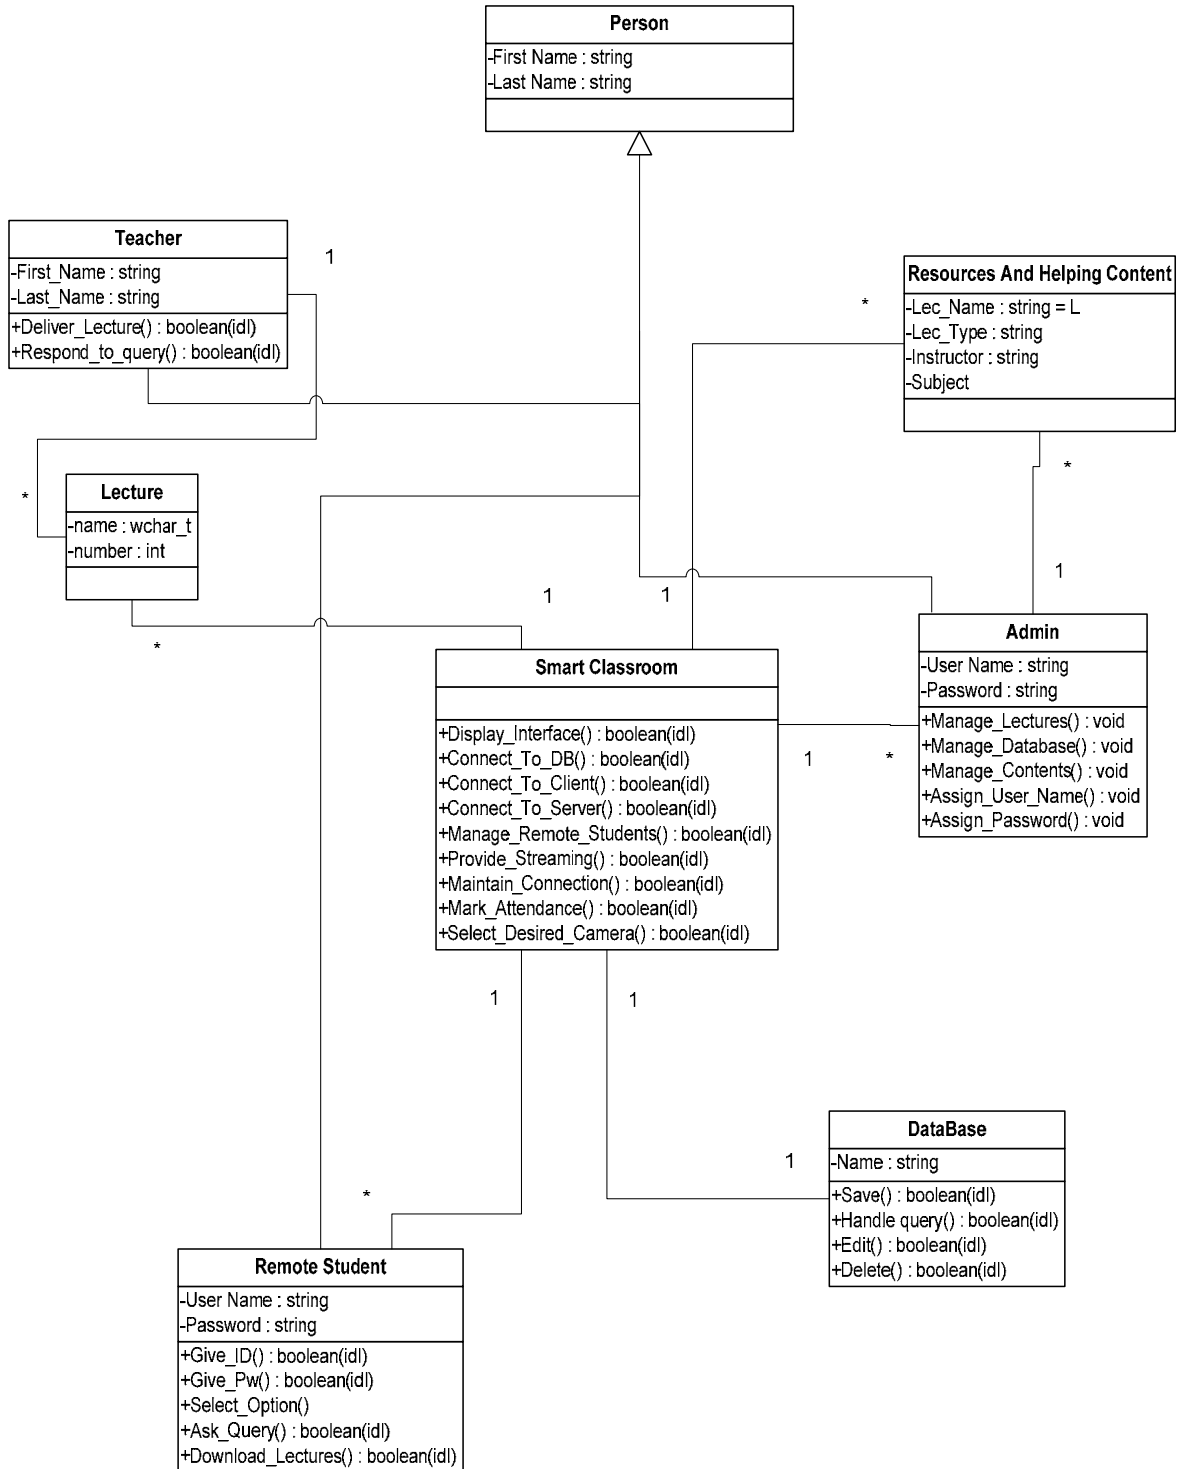 Person
-First Name : string
-Last Name : string
Teacher
-First_Name : string
-Last_Name : string
+Deliver_Lecture() : boolean(idl)
+Respond_to_query() : boolean(idl)
1
Resources And Helping Content
-Lec_Name : string = L
-Lec_Type : string
-Instructor : string
-Subject
*
*
1
Lecture
-name : wchar_t
-number : int
*
*
1
1
Admin
-User Name : string
-Password : string
+Manage_Lectures() : void
+Manage_Database() : void
+Manage_Contents() : void
+Assign_User_Name() : void
+Assign_Password() : void
Smart Classroom
+Display_Interface() : boolean(idl)
+Connect_To_DB() : boolean(idl)
+Connect_To_Client() : boolean(idl)
+Connect_To_Server() : boolean(idl)
+Manage_Remote_Students() : boolean(idl)
+Provide_Streaming() : boolean(idl)
+Maintain_Connection() : boolean(idl)
+Mark_Attendance() : boolean(idl)
+Select_Desired_Camera() : boolean(idl)
1
*
1
1
DataBase
-Name : string
+Save() : boolean(idl)
+Handle query() : boolean(idl)
+Edit() : boolean(idl)
+Delete() : boolean(idl)
1
*
Remote Student
-User Name : string
-Password : string
+Give_ID() : boolean(idl)
+Give_Pw() : boolean(idl)
+Select_Option()
+Ask_Query() : boolean(idl)
+Download_Lectures() : boolean(idl)